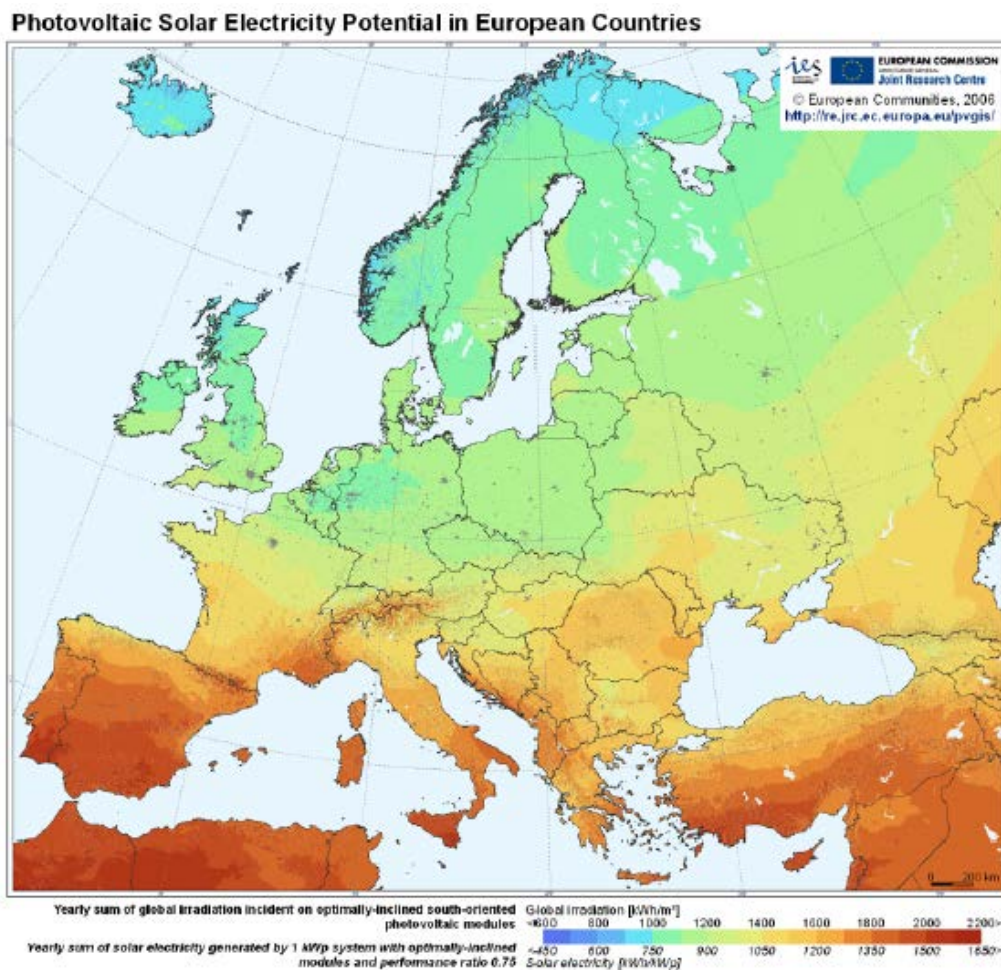 Photovoltaic Solar Electricity Potential in European Countries
ies
EUROPEAN COMMISSION
Joint Research Centre
© European Communities, 2006
http://re.jrc.ec.europa.eu/pvgis/
0 200 km
Yearly sum of global irradiation incident on optimally-inclined south-oriented
photovoltaic modules
Global irradiation [kWh/m²]
<600 800 1000 1200 1400 1600 1800 2000 2200>
Yearly sum of solar electricity generated by 1 kWp system with optimally-inclined
modules and performance ratio 0.75
<450 600 750 900 1050 1200 1350 1500 1650>
Solar electricity [kWh/kWp]